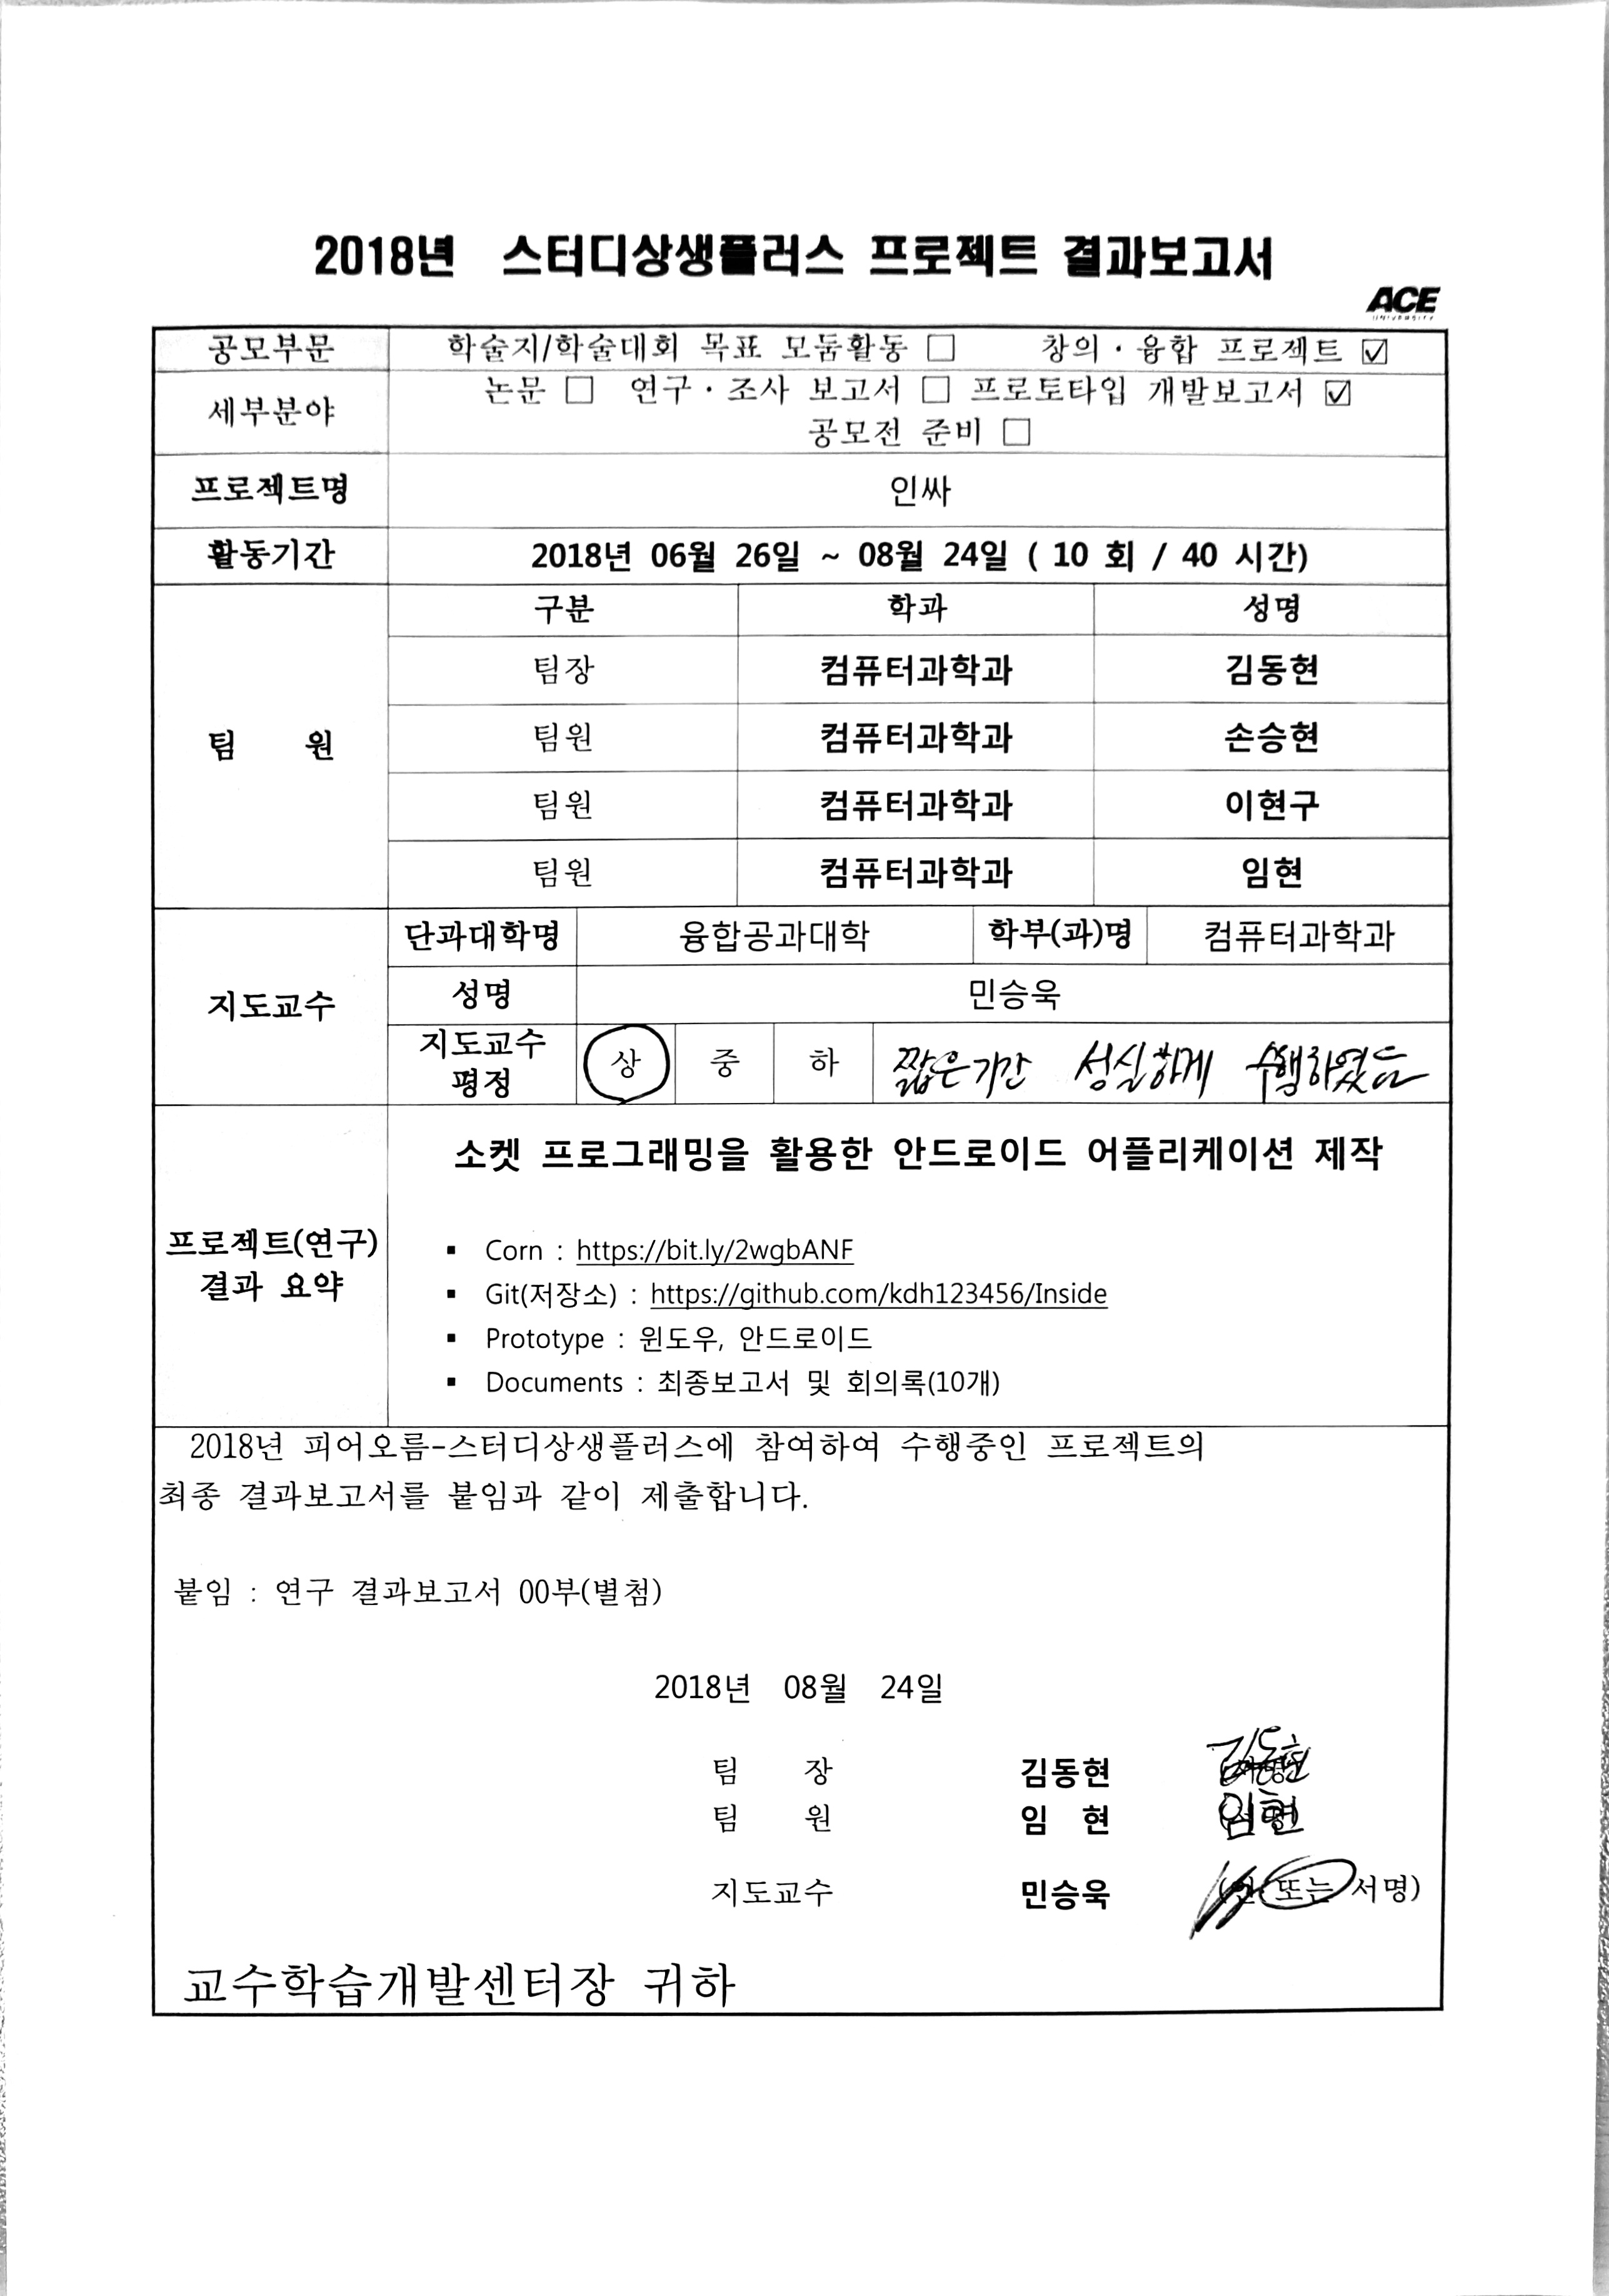 2018년 스터디상생플러스 프로젝트 결과보고서
ACE
UNIVERSITY
공모부문 학술지/학술대회 목표 모둠활동 □ 창의·융합 프로젝트 ☑
세부분야 논문 □ 연구·조사 보고서 □ 프로토타입 개발보고서 ☑
공모전 준비 □
프로젝트명 인싸
활동기간 2018년 06월 26일 ~ 08월 24일 ( 10 회 / 40 시간)
팀 원
구분 학과 성명
팀장 컴퓨터과학과 김동현
팀원 컴퓨터과학과 손승현
팀원 컴퓨터과학과 이현구
팀원 컴퓨터과학과 임현
지도교수
단과대학명 융합공과대학 학부(과)명 컴퓨터과학과
성명 민승욱
지도교수 평정 상 중 하 짧은기간 성실하게 수행하였음
프로젝트(연구) 결과 요약
소켓 프로그래밍을 활용한 안드로이드 어플리케이션 제작
▪ Corn : https://bit.ly/2wgbANF
▪ Git(저장소) : https://github.com/kdh123456/Inside
▪ Prototype : 윈도우, 안드로이드
▪ Documents : 최종보고서 및 회의록(10개)
2018년 피어오름-스터디상생플러스에 참여하여 수행중인 프로젝트의
최종 결과보고서를 붙임과 같이 제출합니다.
붙임 : 연구 결과보고서 00부(별첨)
2018년 08월 24일
팀 장 김동현 김동현
팀 원 임 현 임현
지도교수 민승욱 (인 또는 서명)
교수학습개발센터장 귀하